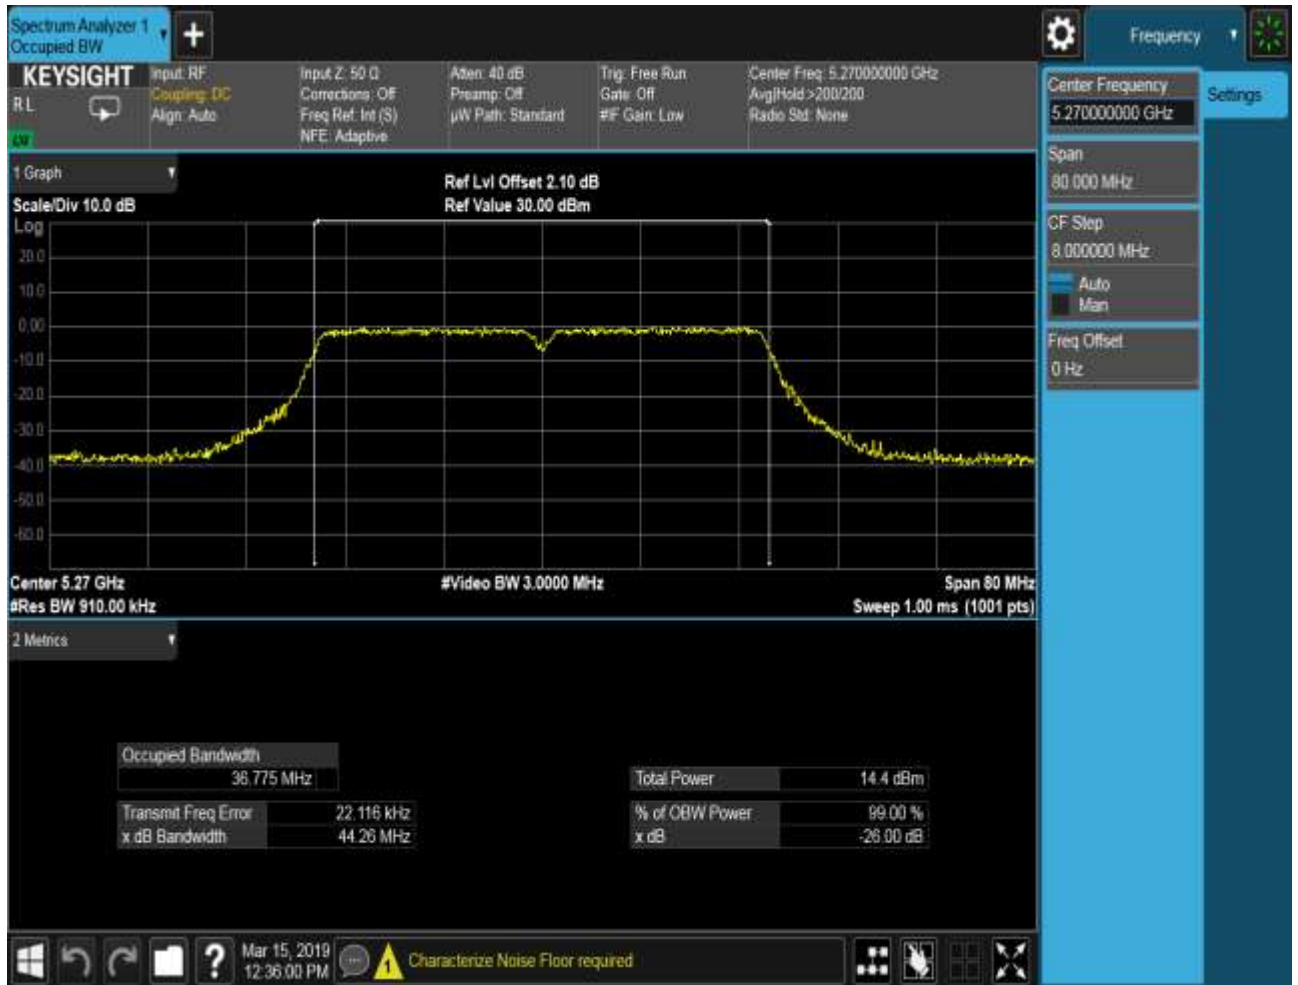 Spectrum Analyzer 1
Occupied BW
Frequency
KEYSIGHT
R L
LW
Input: RF
Coupling: DC
Align: Auto
Input Z: 50 Ω
Corrections: Off
Freq Ref: Int (S)
NFE: Adaptive
Atten: 40 dB
Preamp: Off
µW Path: Standard
Trig: Free Run
Gate: Off
#IF Gain: Low
Center Freq: 5.270000000 GHz
Avg|Hold:>200/200
Radio Std: None
Center Frequency
5.270000000 GHz
Settings
Span
80.000 MHz
CF Step
8.000000 MHz
Auto
Man
Freq Offset
0 Hz
1 Graph
Scale/Div 10.0 dB
Ref Lvl Offset 2.10 dB
Ref Value 30.00 dBm
Log
20.0
10.0
0.00
-10.0
-20.0
-30.0
-40.0
-50.0
-60.0
Center 5.27 GHz
#Video BW 3.0000 MHz
Span 80 MHz
#Res BW 910.00 kHz
Sweep 1.00 ms (1001 pts)
2 Metrics
Occupied Bandwidth
36.775 MHz
Total Power 14.4 dBm
Transmit Freq Error 22.116 kHz
% of OBW Power 99.00 %
x dB Bandwidth 44.26 MHz
x dB -26.00 dB
?
Mar 15, 2019
12:36:00 PM
1
Characterize Noise Floor required